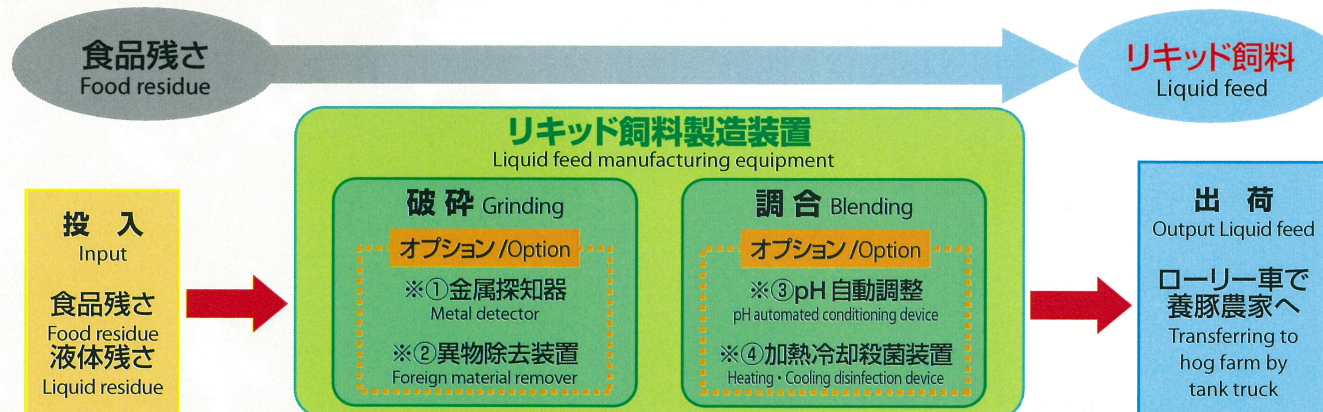 食品残さ
Food residue
リキッド飼料
Liquid feed
リキッド飼料製造装置
Liquid feed manufacturing equipment
投 入
Input
食品残さ
Food residue
液体残さ
Liquid residue
破砕 Grinding
オプション/Option
※①金属探知器
Metal detector
※②異物除去装置
Foreign material remover
調合 Blending
オプション/Option
※③pH自動調整
pH automated conditioning device
※④加熱冷却殺菌装置
Heating・Cooling disinfection device
出 荷
Output Liquid feed
ローリー車で
養豚農家へ
Transferring to
hog farm by
tank truck